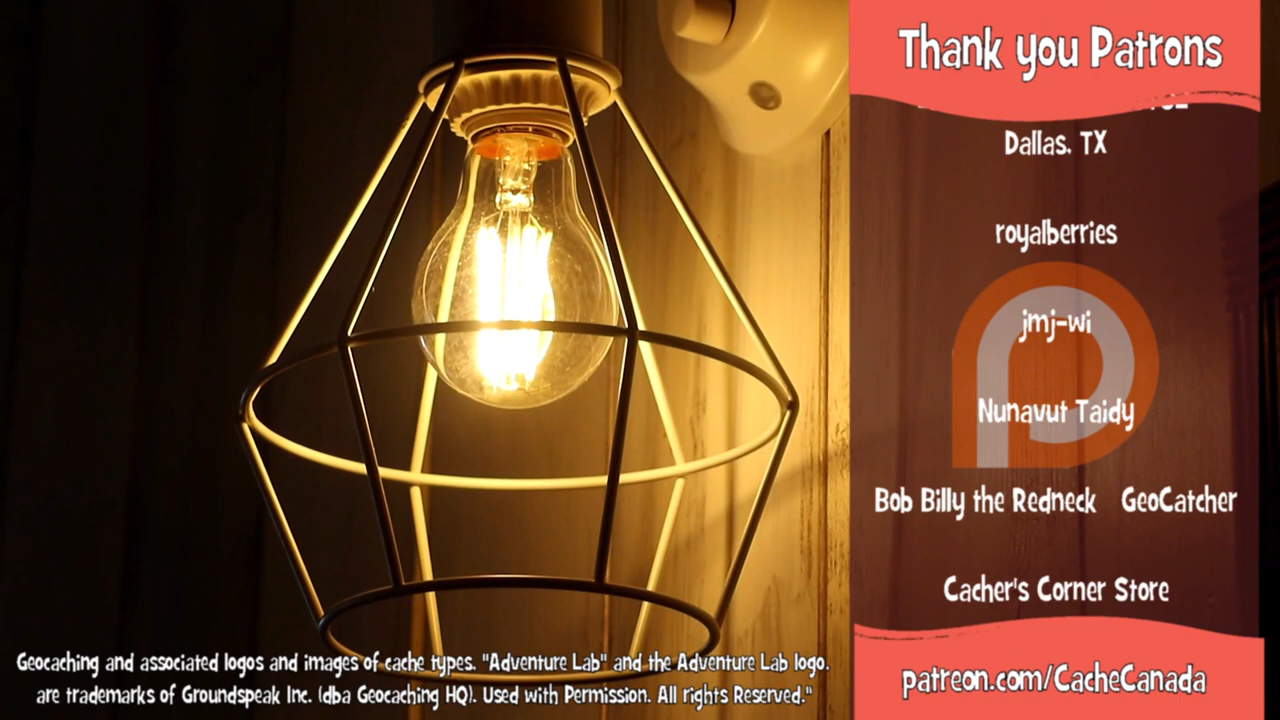 Thank you Patrons
Dallas. TX
royalberries
jmj-wi
Nunavut Taidy
Bob Billy the Redneck GeoCatcher
Cacher's Corner Store
patreon.com/CacheCanada
Geocaching and associated logos and images of cache types. "Adventure Lab" and the Adventure Lab logo.
are trademarks of Groundspeak Inc. (dba Geocaching HQ). Used with Permission. All rights Reserved."